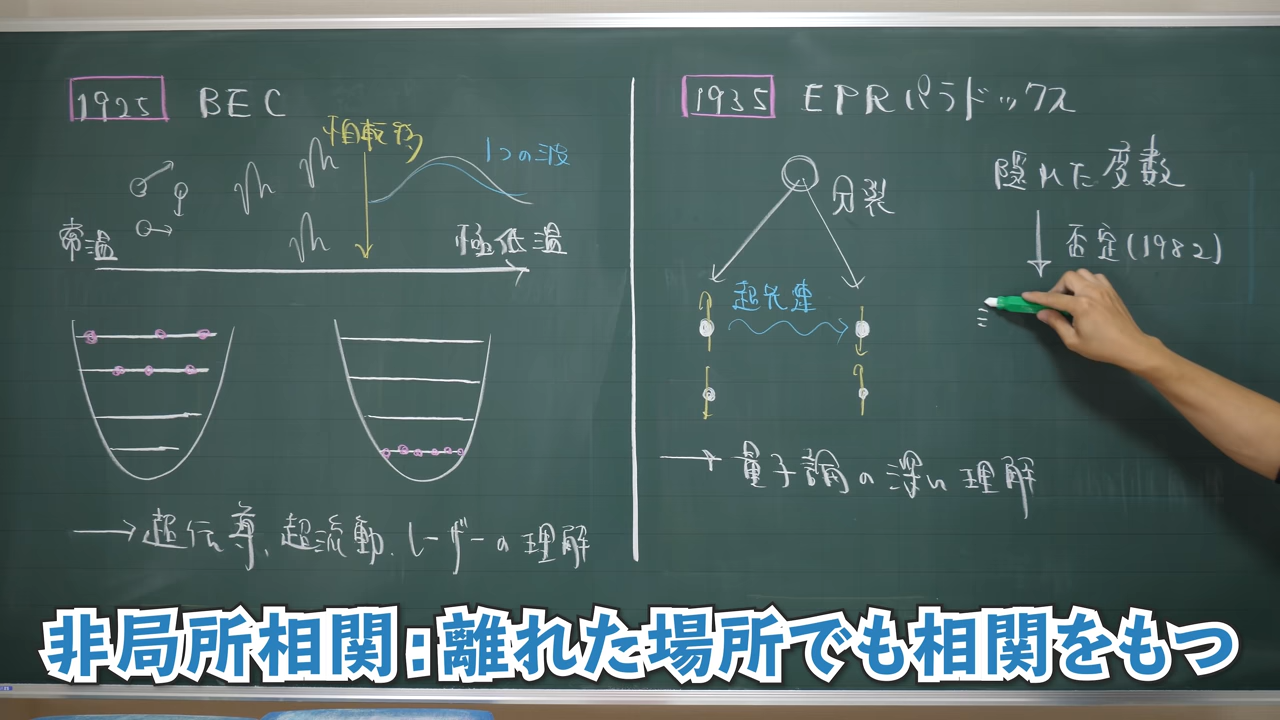 1925 BEC
相転移
1つの波
常温
極低温
→超伝導、超流動、レーザーの理解
1935 EPRパラドックス
分裂
超光速
隠れた変数
否定(1982)
→量子論の深い理解
非局所相関:離れた場所でも相関をもつ